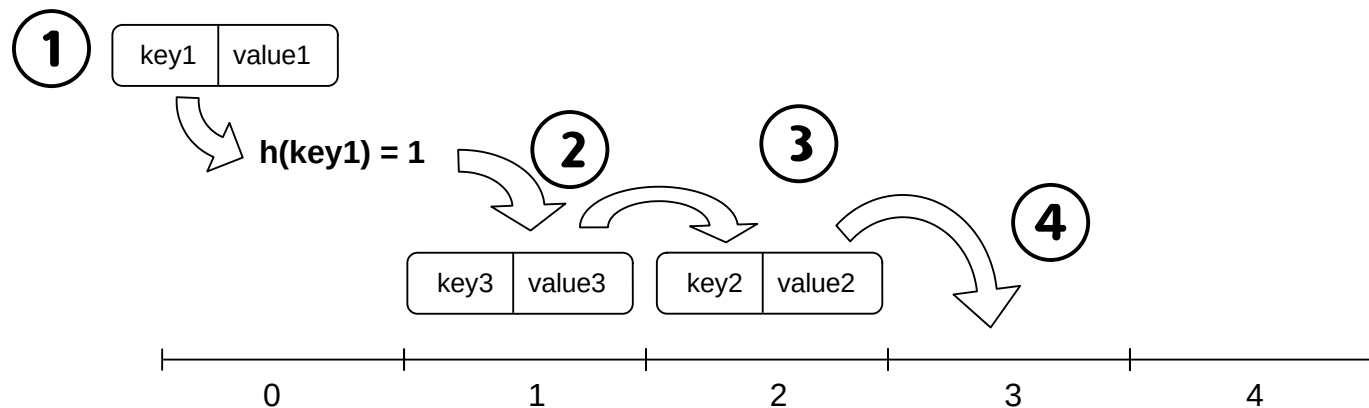 1
key1 value1
h(key1) = 1
2
3
4
key3 value3 key2 value2
0 1 2 3 4